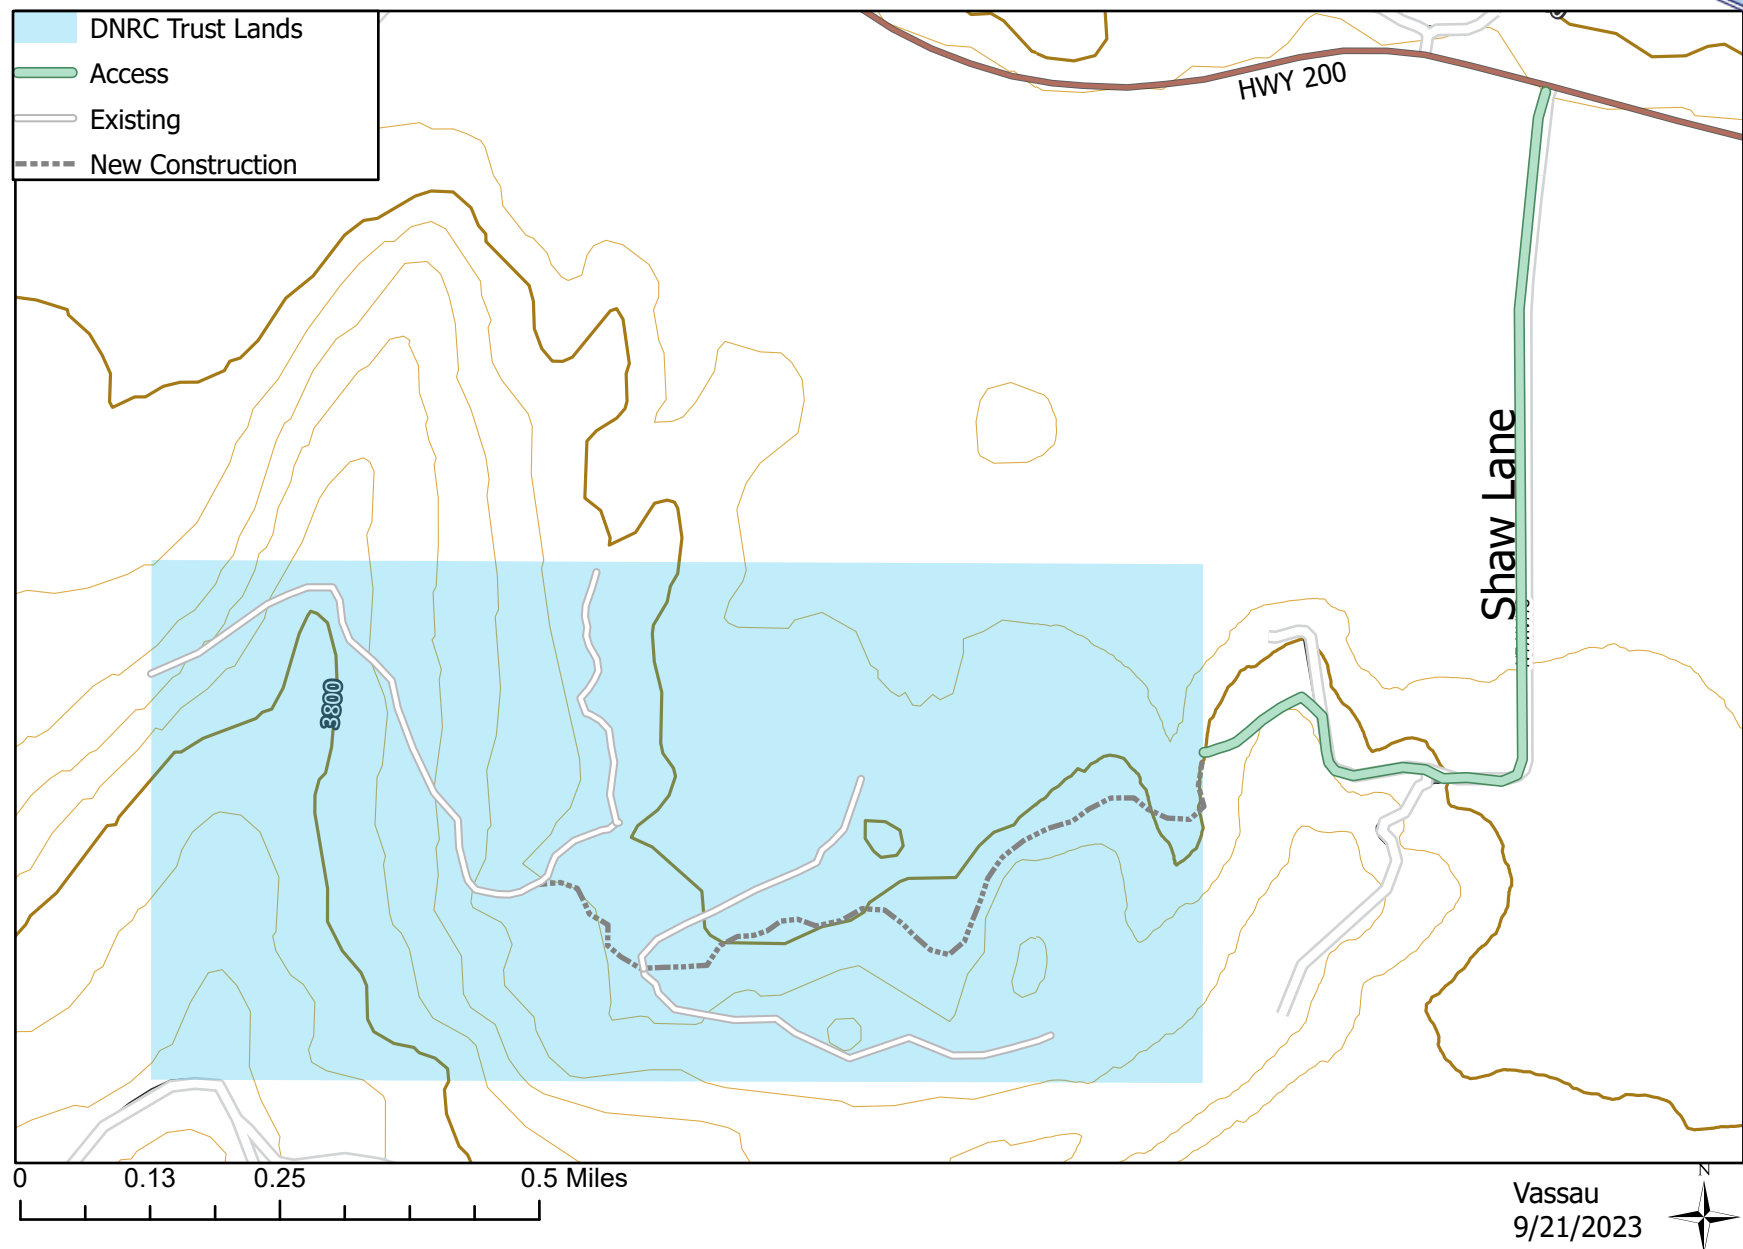 DNRC Trust Lands
Access
Existing
New Construction
HWY 200
Shaw Lane
3800
0 0.13 0.25 0.5 Miles
N
Vassau
9/21/2023